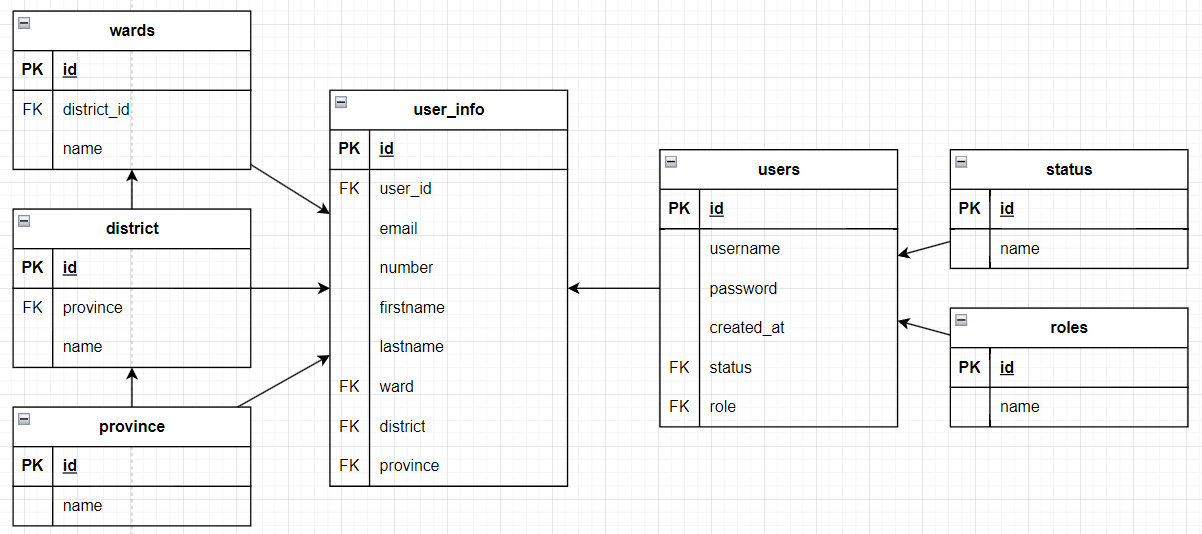 wards
PK id
FK district_id
name
district
PK id
FK province
name
province
PK id
name
user_info
PK id
FK user_id
email
number
firstname
lastname
FK ward
FK district
FK province
users
PK id
username
password
created_at
FK status
FK role
status
PK id
name
roles
PK id
name